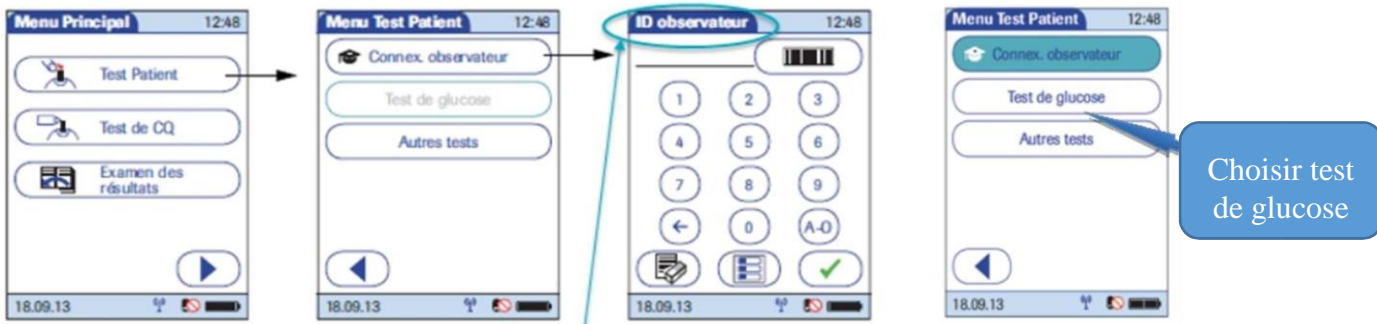 Menu Principal 12:48
Test Patient
Test de CQ
Examen des
résultats
18.09.13
Menu Test Patient 12:48
Connex. observateur
Test de glucose
Autres tests
18.09.13
ID observateur 12:48
1 2 3
4 5 6
7 8 9
0 A-O
18.09.13
Menu Test Patient 12:48
Connex. observateur
Test de glucose
Autres tests
18.09.13
Choisir test
de glucose